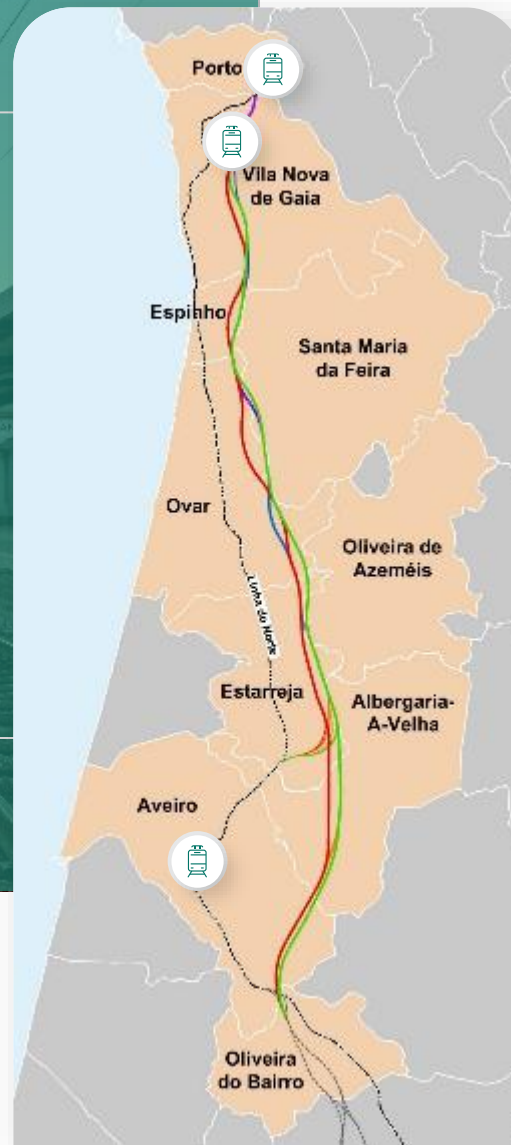 Porto
Vila Nova
de Gaia
Espinho
Santa Maria
da Feira
Ovar
Oliveira de
Azeméis
Linha do Norte
Estarreja
Albergaria-
A-Velha
Aveiro
Oliveira
do Bairro